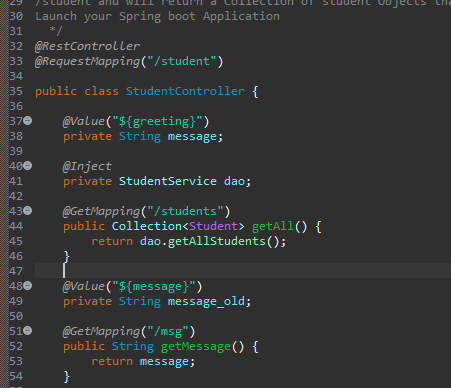 29 /student and will return a Collection of student Objects
30 Launch your Spring boot Application
31 */
32 @RestController
33 @RequestMapping("/student")
34
35 public class StudentController {
36
37 @Value("${greeting}")
38 private String message;
39
40 @Inject
41 private StudentService dao;
42
43 @GetMapping("/students")
44 public Collection<Student> getAll() {
45 return dao.getAllStudents();
46 }
47
48 @Value("${message}")
49 private String message_old;
50
51 @GetMapping("/msg")
52 public String getMessage() {
53 return message;
54 }